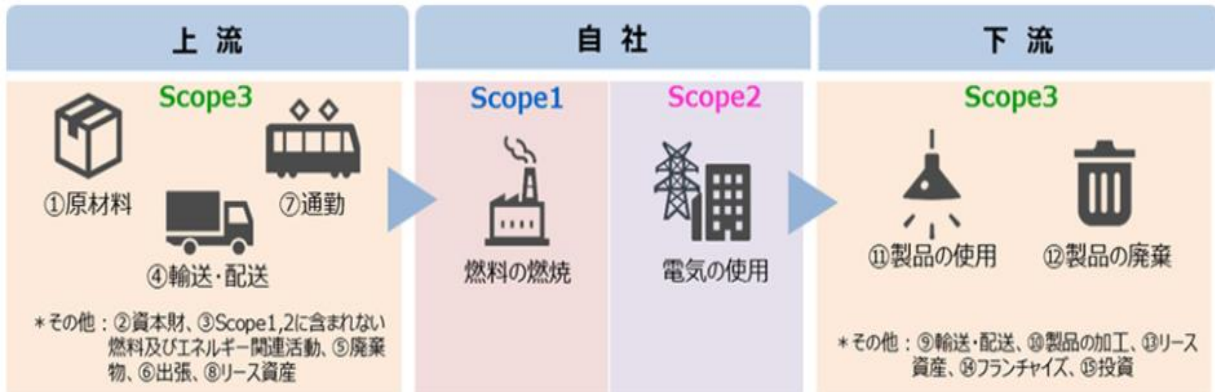 上 流
Scope3
①原材料
⑦通勤
④輸送・配送
＊その他：②資本財、③Scope1,2に含まれない
燃料及びエネルギー関連活動、⑤廃棄
物、⑥出張、⑧リース資産
自 社
Scope1
燃料の燃焼
Scope2
電気の使用
下 流
Scope3
⑪製品の使用
⑫製品の廃棄
＊その他：⑨輸送・配送、⑩製品の加工、⑬リース
資産、⑭フランチャイズ、⑮投資